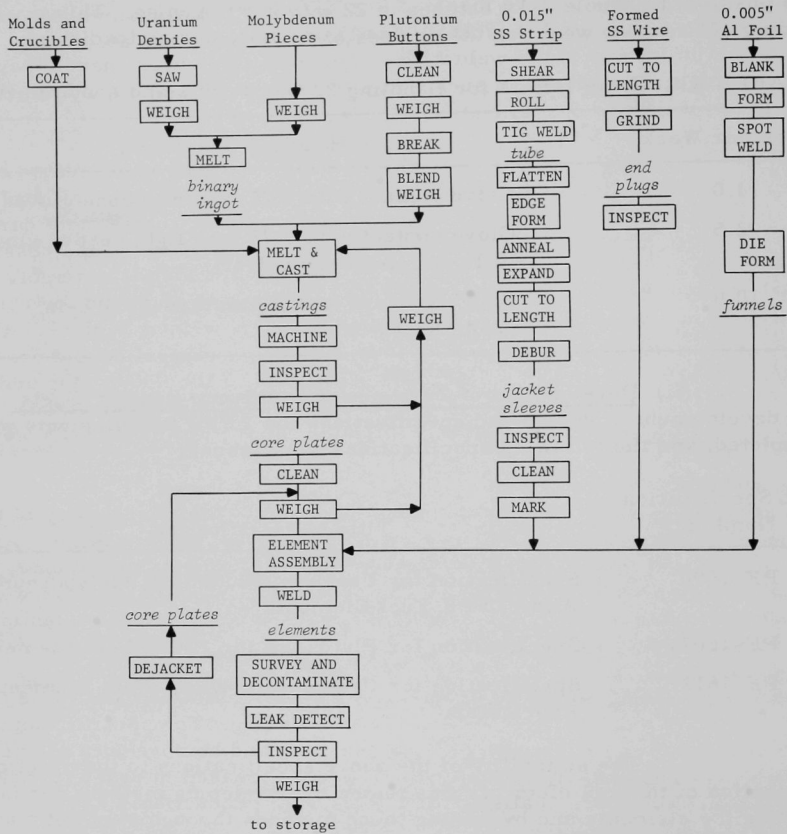 Molds and
Crucibles
COAT
Uranium
Derbies
SAW
WEIGH
Molybdenum
Pieces
WEIGH
MELT
binary
ingot
Plutonium
Buttons
CLEAN
WEIGH
BREAK
BLEND
WEIGH
0.015"
SS Strip
SHEAR
ROLL
TIG WELD
tube
FLATTEN
EDGE
FORM
ANNEAL
EXPAND
CUT TO
LENGTH
DEBUR
jacket
sleeves
INSPECT
CLEAN
MARK
Formed
SS Wire
CUT TO
LENGTH
GRIND
end
plugs
INSPECT
0.005"
Al Foil
BLANK
FORM
SPOT
WELD
DIE
FORM
funnels
MELT &
CAST
castings
MACHINE
INSPECT
WEIGH
WEIGH
core plates
CLEAN
WEIGH
ELEMENT
ASSEMBLY
WELD
elements
SURVEY AND
DECONTAMINATE
LEAK DETECT
INSPECT
WEIGH
to storage
core plates
DEJACKET